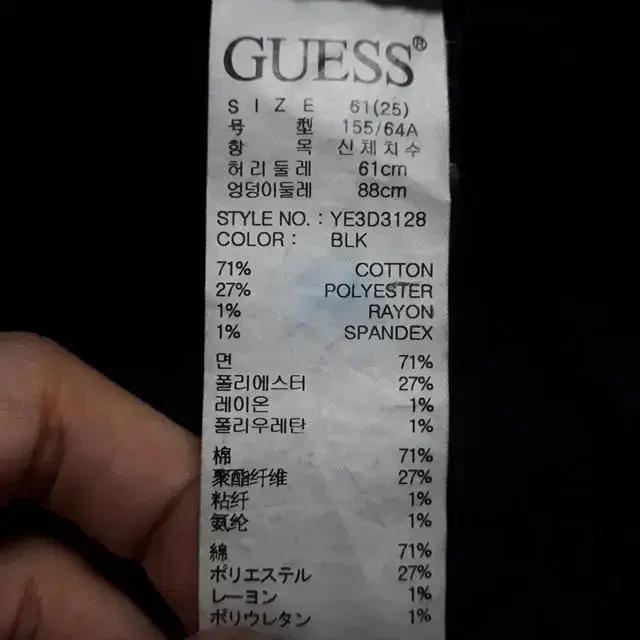 GUESS®
SIZE 61(25)
号 型 155/64A
항 목 신체치수
허리둘레 61cm
엉덩이둘레 88cm
STYLE NO. : YE3D3128
COLOR : BLK
71% COTTON
27% POLYESTER
1% RAYON
1% SPANDEX
면 71%
폴리에스터 27%
레이온 1%
폴리우레탄 1%
棉 71%
聚酯纤维 27%
粘纤 1%
氨纶 1%
綿 71%
ポリエステル 27%
レーヨン 1%
ポリウレタン 1%